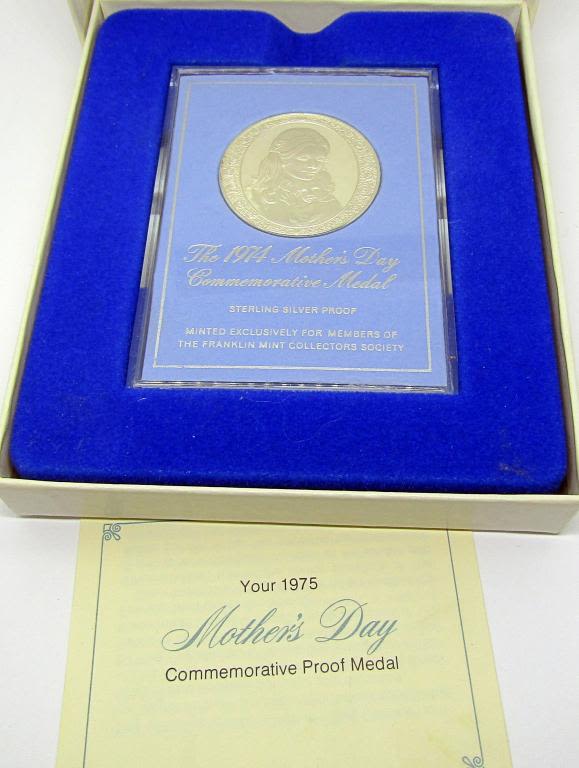 The 1974 Mother's Day
Commemorative Medal
STERLING SILVER PROOF
MINTED EXCLUSIVELY FOR MEMBERS OF
THE FRANKLIN MINT COLLECTORS SOCIETY
Your 1975
Mother's Day
Commemorative Proof Medal